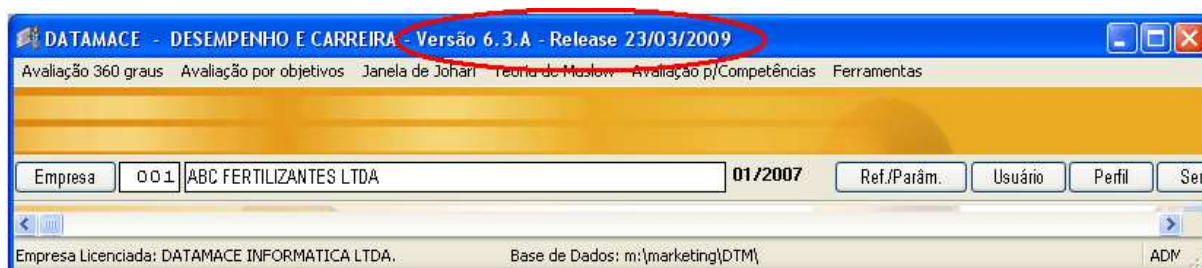 DATAMACE - DESEMPENHO E CARREIRA - Versão 6.3.A - Release 23/03/2009
Avaliação 360 graus Avaliação por objetivos Janela de Johari Teoria de Maslow Avaliação p/Competências Ferramentas
Empresa 001 ABC FERTILIZANTES LTDA 01/2007 Ref./Parâm. Usuário Perfil Sen
Empresa Licenciada: DATAMACE INFORMATICA LTDA. Base de Dados: m:\marketing\DTM\ ADM